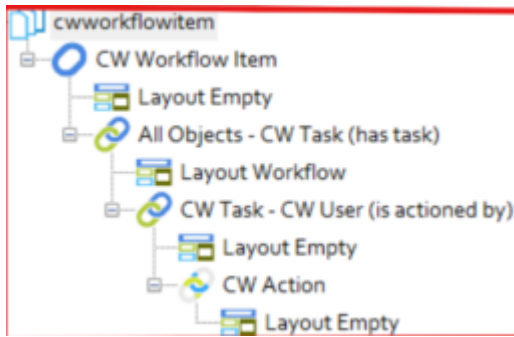 cwworkflowitem
CW Workflow Item
Layout Empty
All Objects - CW Task (has task)
Layout Workflow
CW Task - CW User (is actioned by)
Layout Empty
CW Action
Layout Empty